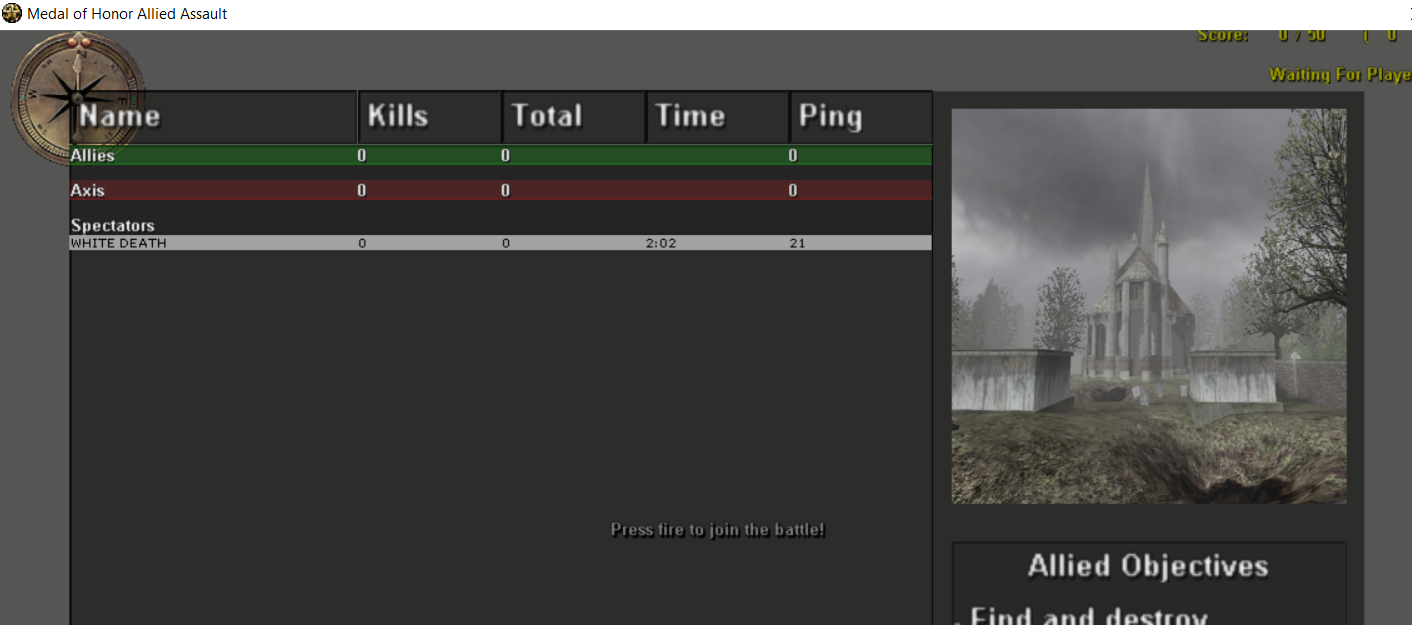 Medal of Honor Allied Assault
Score: 0 / 50 ( 0
Waiting For Playe
Name Kills Total Time Ping
Allies 0 0 0
Axis 0 0 0
Spectators
WHITE DEATH 0 0 2:02 21
Press fire to join the battle!
Allied Objectives
- Find and destroy